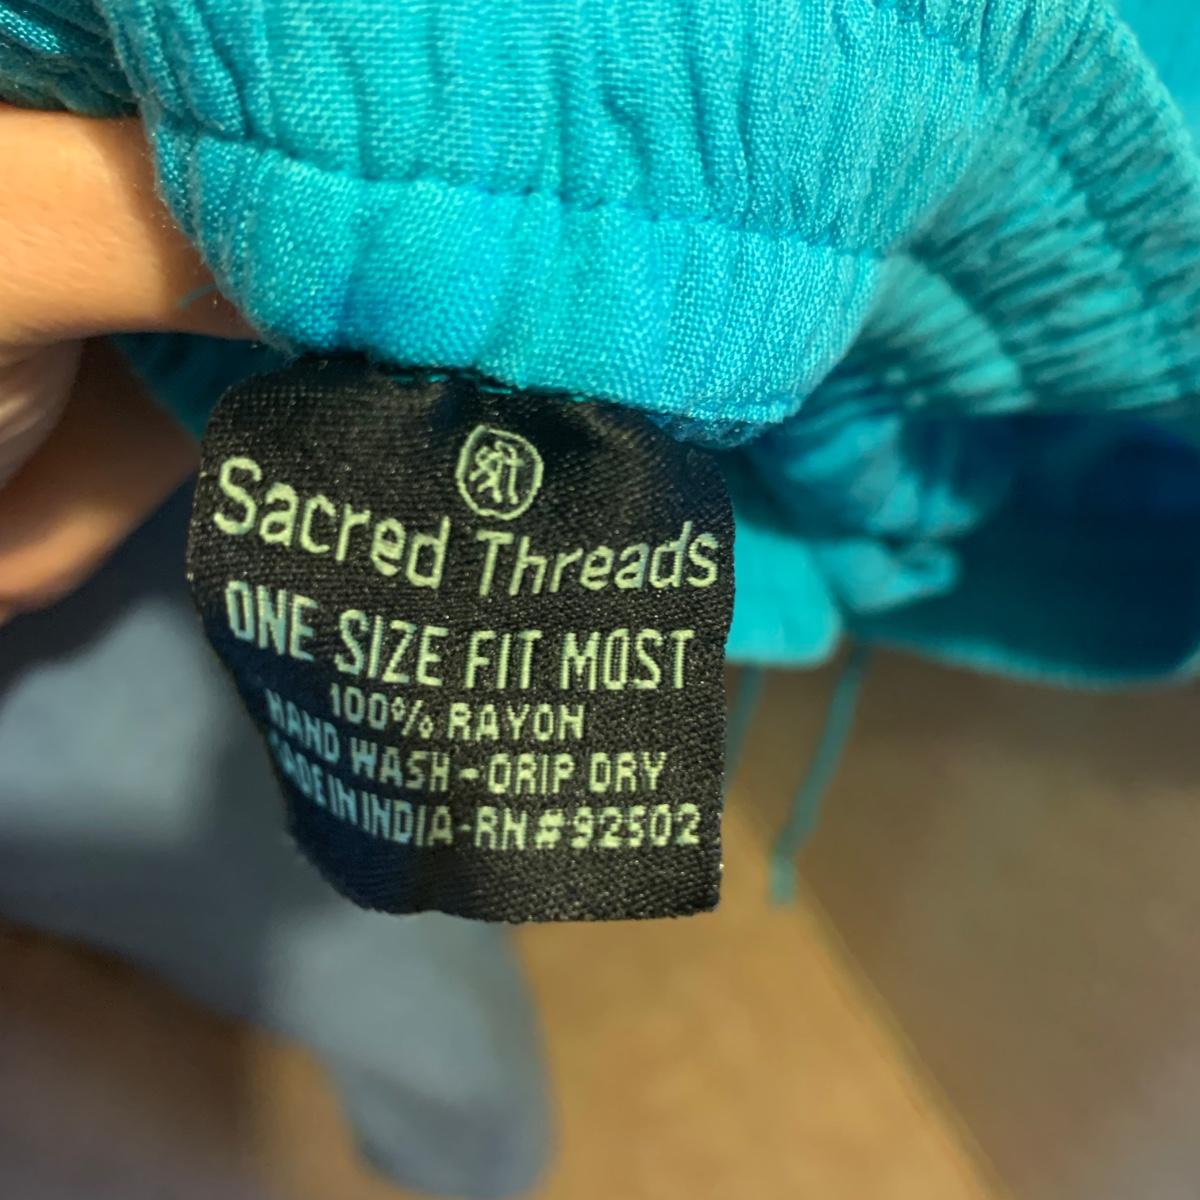 Sacred Threads
ONE SIZE FIT MOST
100% RAYON
HAND WASH-DRIP DRY
MADE IN INDIA-RN#92502